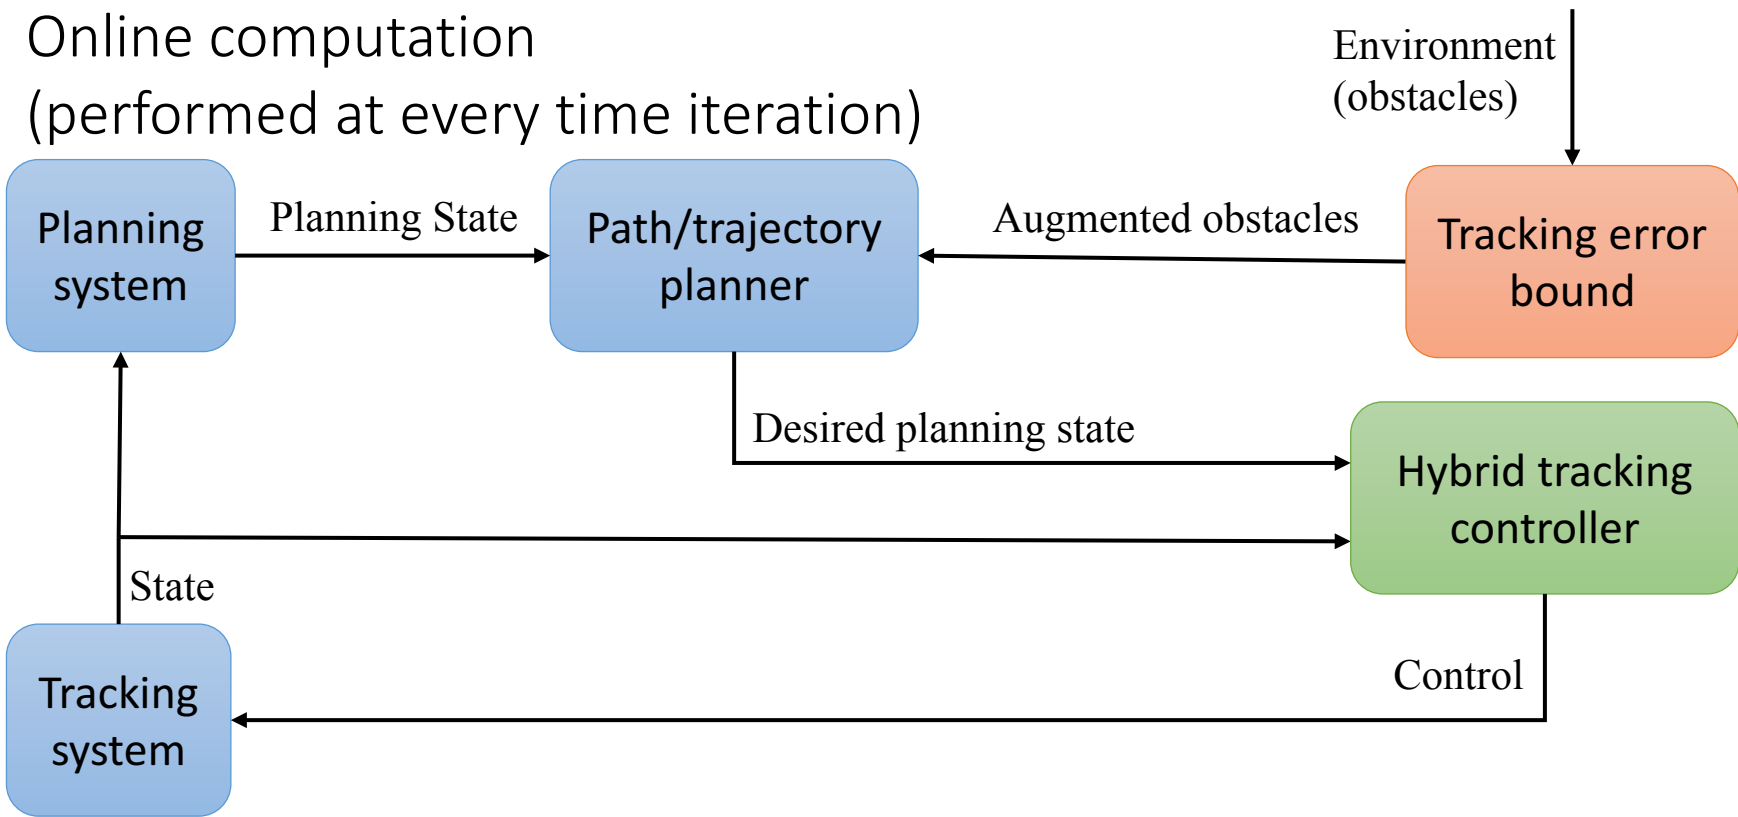 Online computation
(performed at every time iteration)
Environment
(obstacles)
Planning
system
Planning State
Path/trajectory
planner
Augmented obstacles
Tracking error
bound
Desired planning state
Hybrid tracking
controller
State
Tracking
system
Control